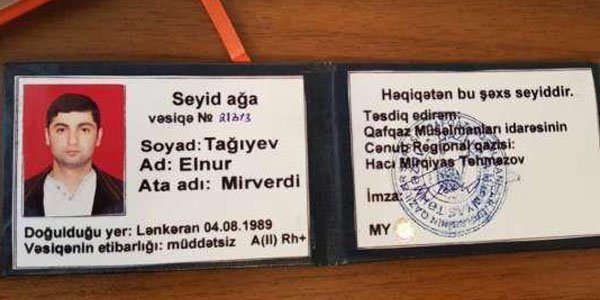 Seyid ağa
vəsiqə №
Soyad: Tağıyev
Ad: Elnur
Ata adı: Mirverdi
Doğulduğu yer: Lənkəran 04.08.1989
Vəsiqənin etibarlığı: müddətsiz A(II) Rh+
Həqiqətən bu şəxs seyiddir.
Təsdiq edirəm:
Qafqaz Müsəlmanları idarəsinin
Cənub Regional qazisi:
Hacı Mirqiyas Təhməzov
İmza:
MY